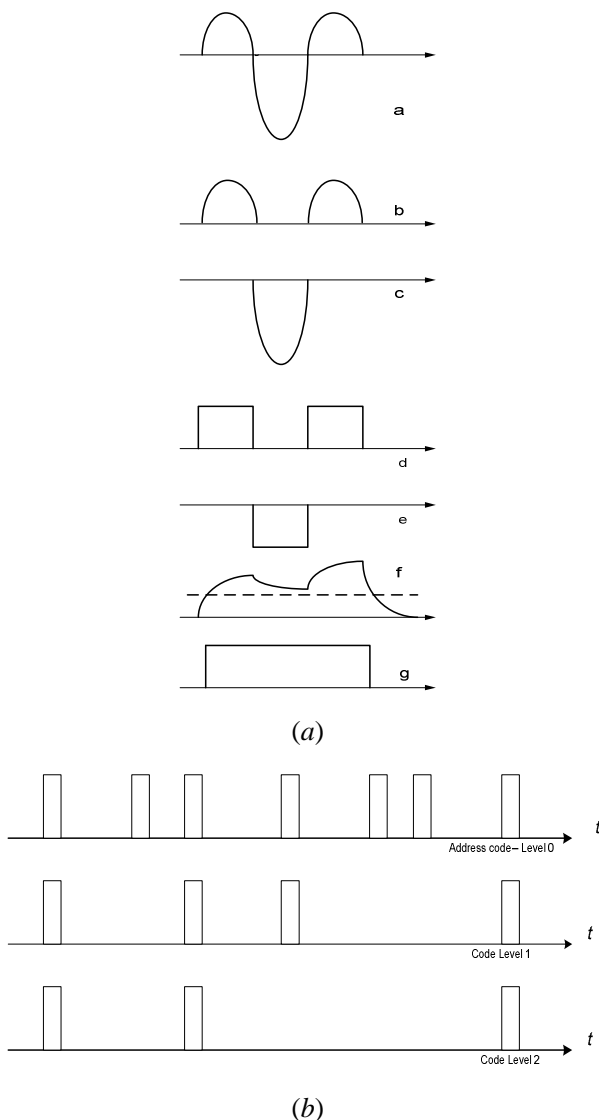 a
b
c
d
e
f
g
(a)
t
Address code – Level 0
t
Code Level 1
t
Code Level 2
(b)